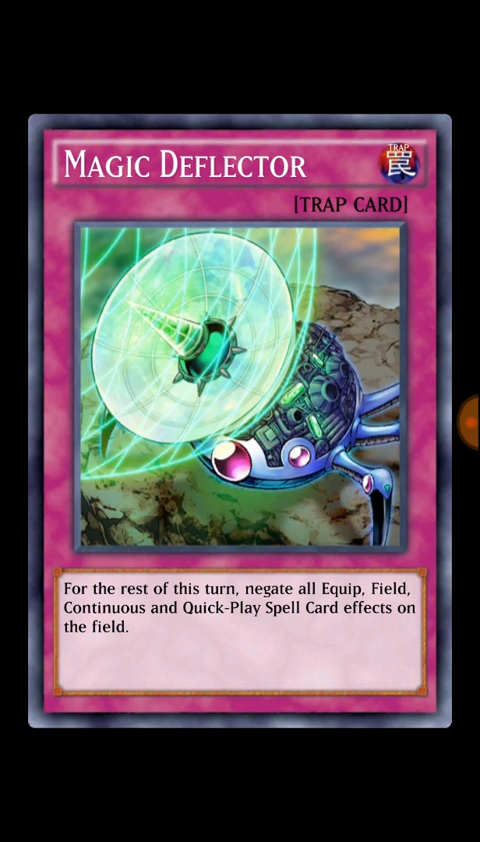 MAGIC DEFLECTOR
TRAP
罠
[TRAP CARD]
For the rest of this turn, negate all Equip, Field,
Continuous and Quick-Play Spell Card effects on
the field.